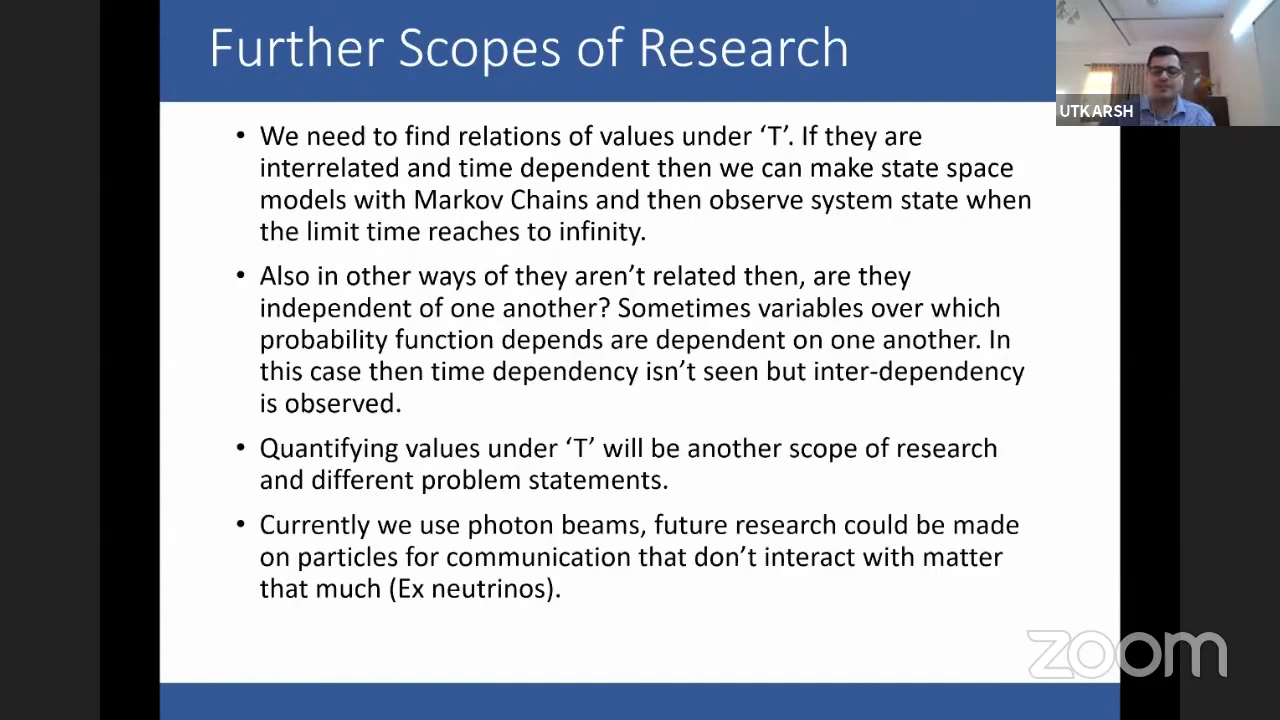 Further Scopes of Research
UTKARSH
• We need to find relations of values under ‘T’. If they are
interrelated and time dependent then we can make state space
models with Markov Chains and then observe system state when
the limit time reaches to infinity.
• Also in other ways of they aren’t related then, are they
independent of one another? Sometimes variables over which
probability function depends are dependent on one another. In
this case then time dependency isn’t seen but inter-dependency
is observed.
• Quantifying values under ‘T’ will be another scope of research
and different problem statements.
• Currently we use photon beams, future research could be made
on particles for communication that don’t interact with matter
that much (Ex neutrinos).
zoom